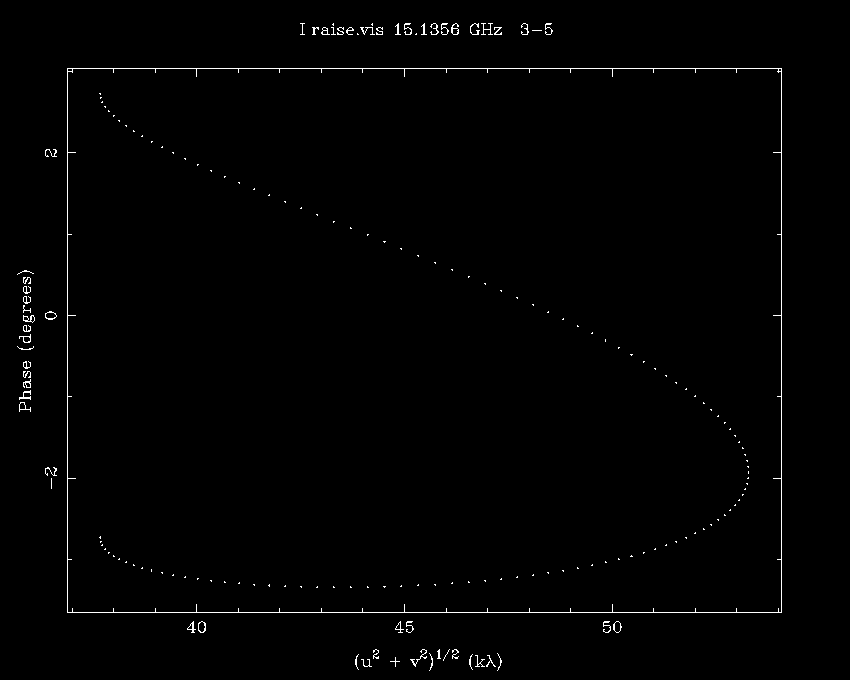 I raise.vis 15.1356 GHz 3−5
2
0
−2
Phase (degrees)
40 45 50
(u² + v²)^1/2 (kλ)